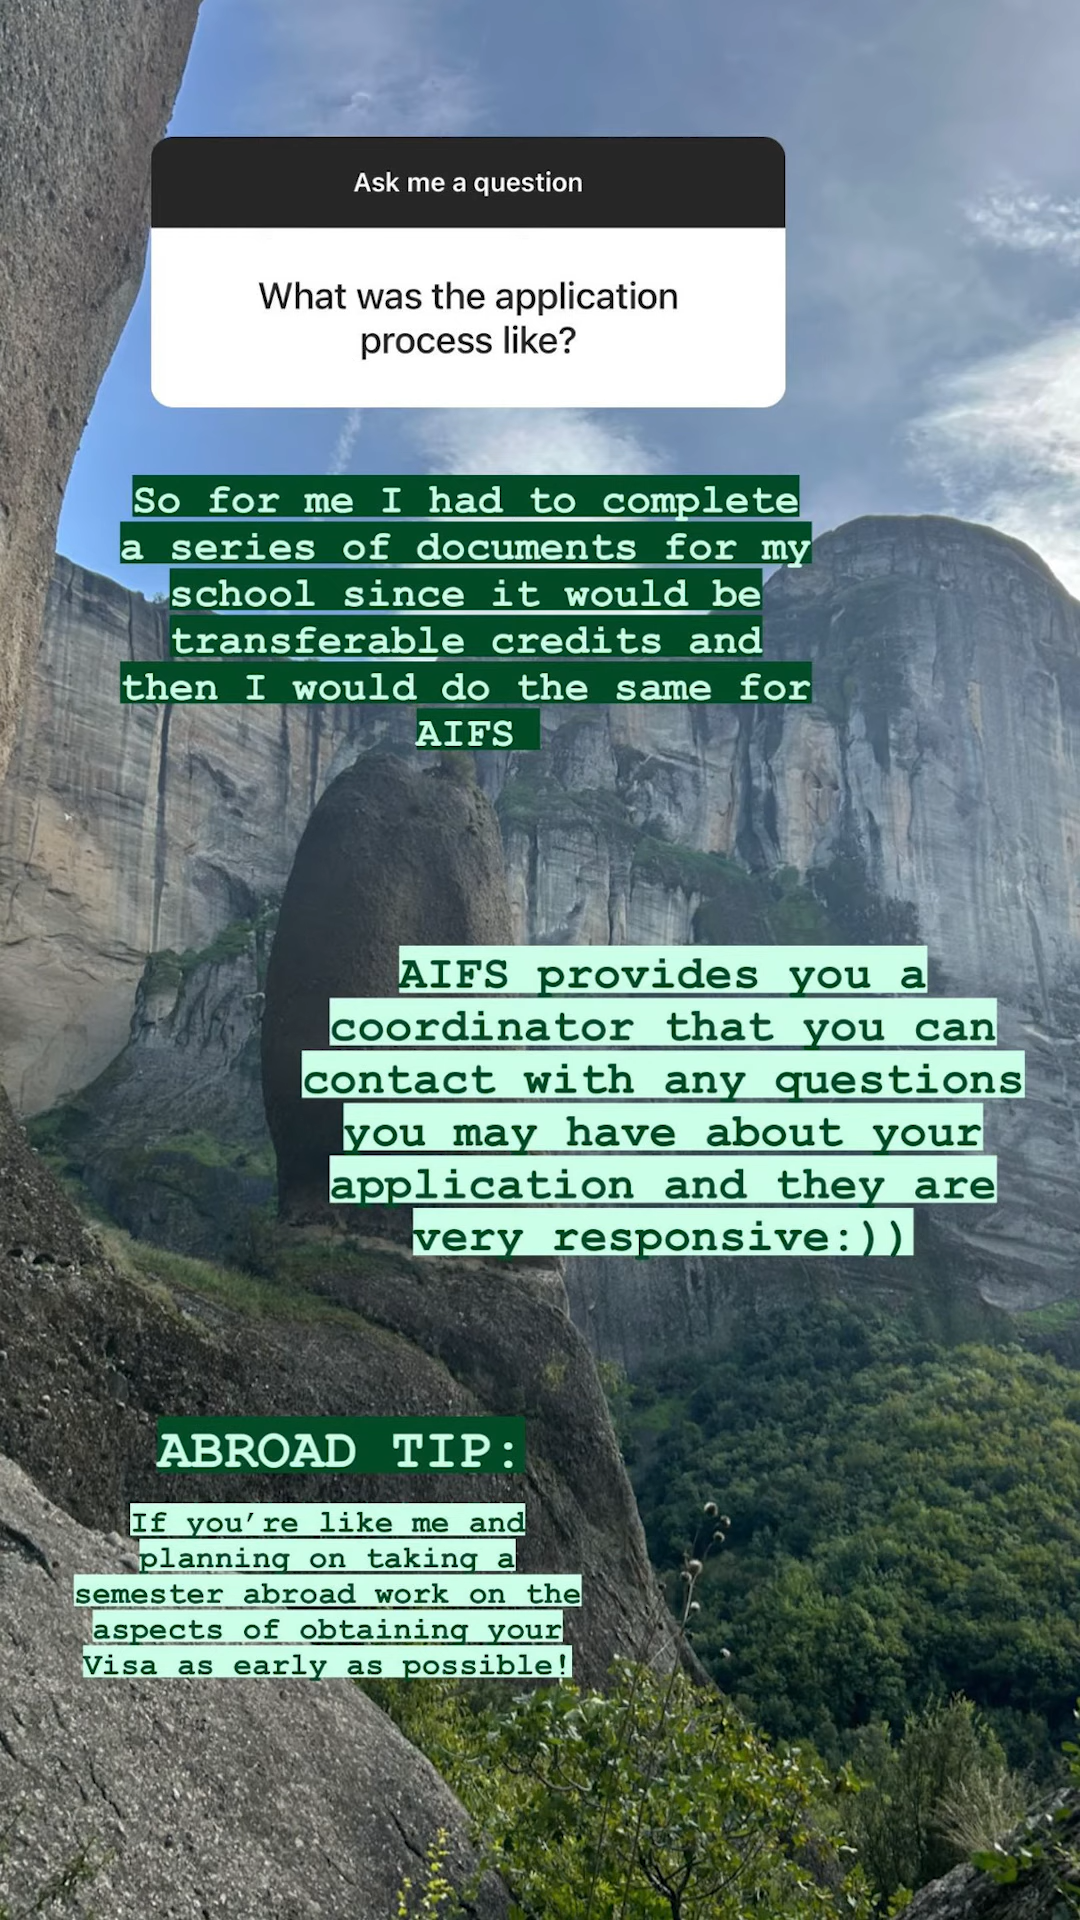 Ask me a question
What was the application
process like?
So for me I had to complete
a series of documents for my
school since it would be
transferable credits and
then I would do the same for
AIFS
AIFS provides you a
coordinator that you can
contact with any questions
you may have about your
application and they are
very responsive:))
ABROAD TIP:
If you’re like me and
planning on taking a
semester abroad work on the
aspects of obtaining your
Visa as early as possible!